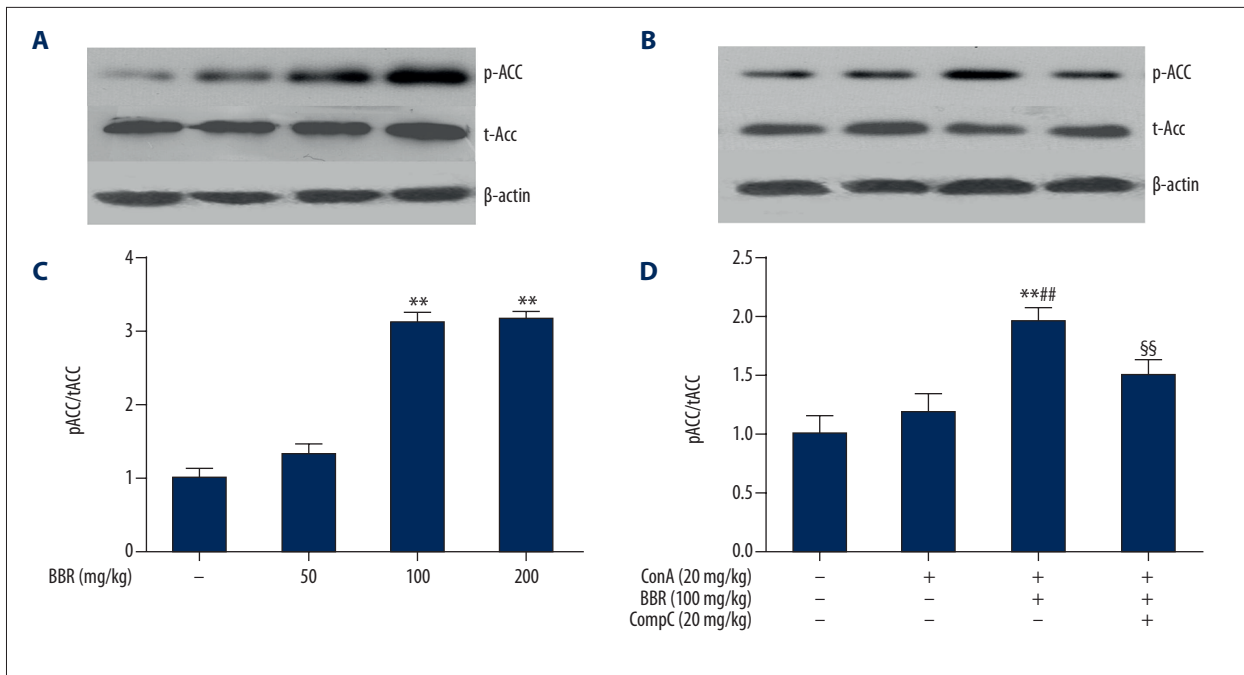 A
p-ACC
t-Acc
β-actin
B
p-ACC
t-Acc
β-actin
C
pACC/tACC
4
3
2
1
0
** **
BBR (mg/kg) – 50 100 200
D
pACC/tACC
2.5
2.0
1.5
1.0
0.5
0.0
**##
§§
ConA (20 mg/kg) – + + +
BBR (100 mg/kg) – – + +
CompC (20 mg/kg) – – – +